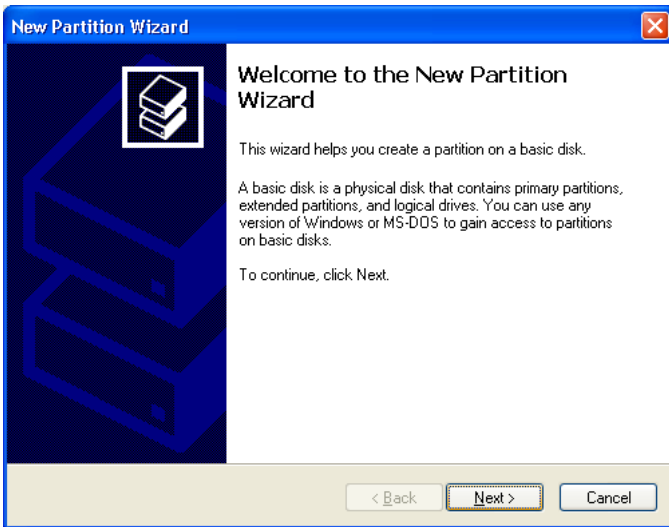 New Partition Wizard
Welcome to the New Partition
Wizard
This wizard helps you create a partition on a basic disk.
A basic disk is a physical disk that contains primary partitions,
extended partitions, and logical drives. You can use any
version of Windows or MS-DOS to gain access to partitions
on basic disks.
To continue, click Next.
< Back Next > Cancel